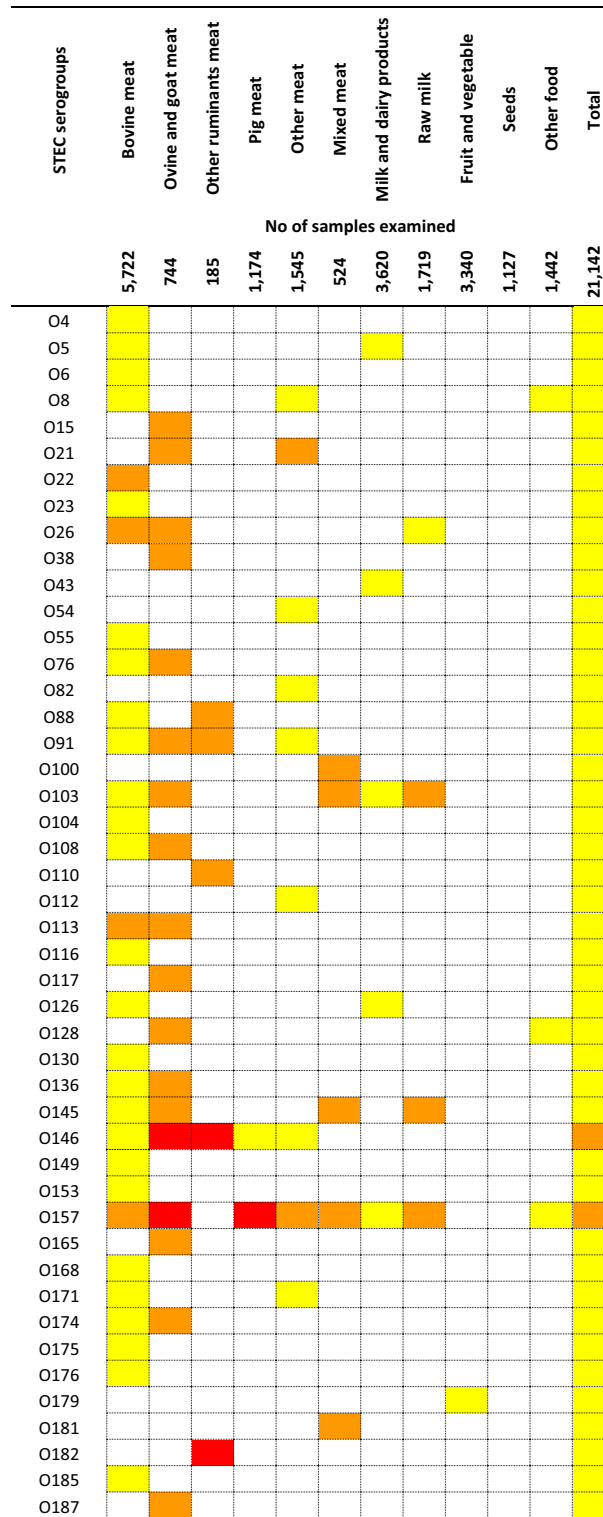 STEC serogroups
Bovine meat
Ovine and goat meat
Other ruminants meat
Pig meat
Other meat
Mixed meat
Milk and dairy products
Raw milk
Fruit and vegetable
Seeds
Other food
Total
No of samples examined
5,722
744
185
1,174
1,545
524
3,620
1,719
3,340
1,127
1,442
21,142
O4
O5
O6
O8
O15
O21
O22
O23
O26
O38
O43
O54
O55
O76
O82
O88
O91
O100
O103
O104
O108
O110
O112
O113
O116
O117
O126
O128
O130
O136
O145
O146
O149
O153
O157
O165
O168
O171
O174
O175
O176
O179
O181
O182
O185
O187